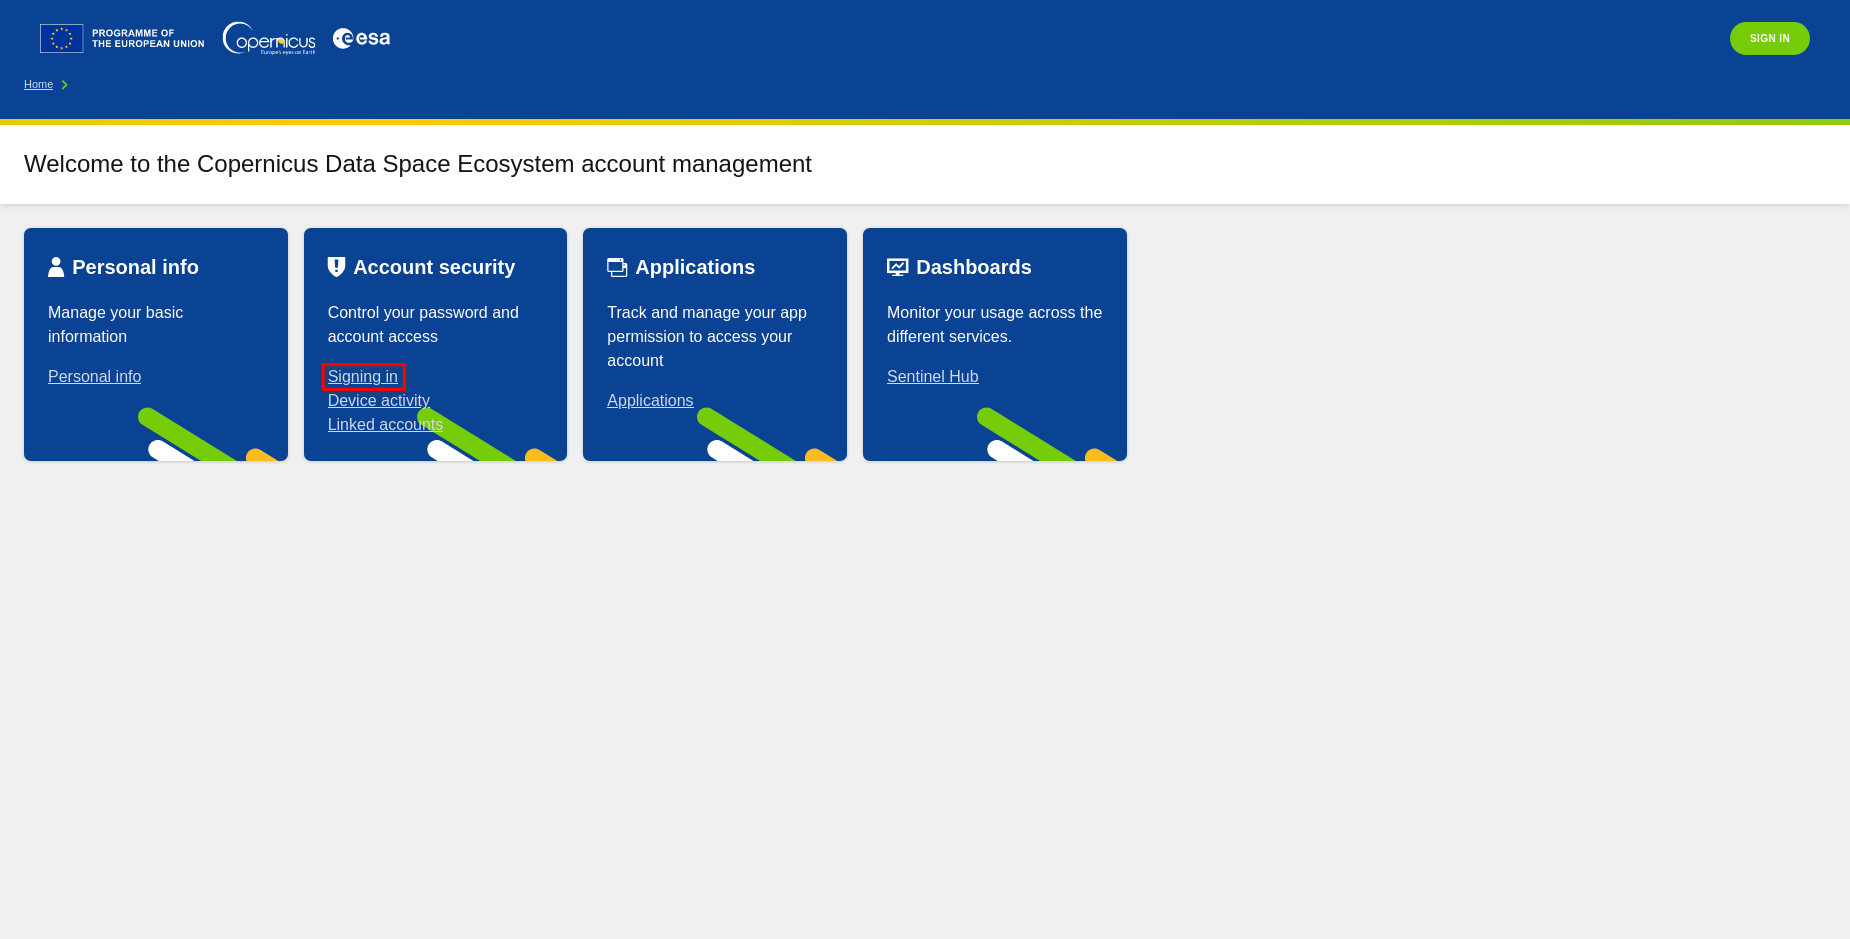 PROGRAMME OF
THE EUROPEAN UNION
opernicus
Europe's eyes on Earth
esa
SIGN IN
Home
Welcome to the Copernicus Data Space Ecosystem account management
Personal info
Manage your basic
information
Personal info
Account security
Control your password and
account access
Signing in
Device activity
Linked accounts
Applications
Track and manage your app
permission to access your
account
Applications
Dashboards
Monitor your usage across the
different services.
Sentinel Hub